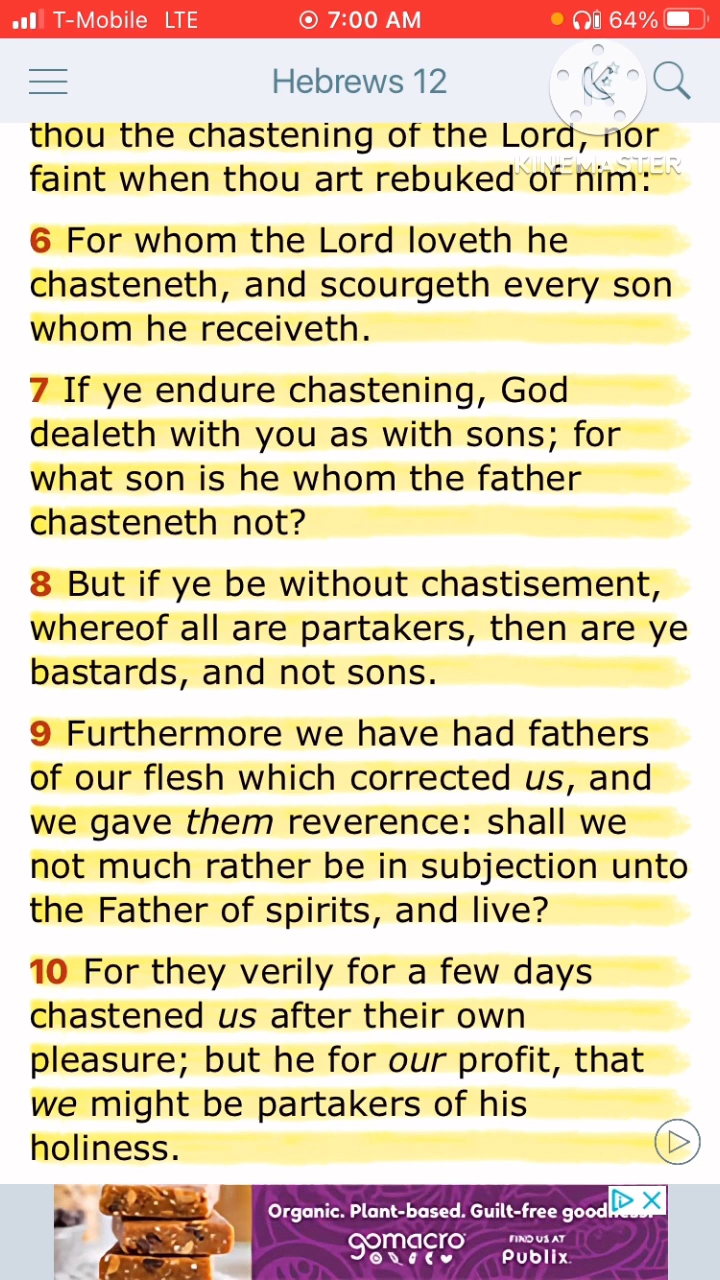 T-Mobile LTE 7:00 AM 64%
Hebrews 12
KINEMASTER
thou the chastening of the Lord, nor
faint when thou art rebuked of him:
6 For whom the Lord loveth he
chasteneth, and scourgeth every son
whom he receiveth.
7 If ye endure chastening, God
dealeth with you as with sons; for
what son is he whom the father
chasteneth not?
8 But if ye be without chastisement,
whereof all are partakers, then are ye
bastards, and not sons.
9 Furthermore we have had fathers
of our flesh which corrected us, and
we gave them reverence: shall we
not much rather be in subjection unto
the Father of spirits, and live?
10 For they verily for a few days
chastened us after their own
pleasure; but he for our profit, that
we might be partakers of his
holiness.
Organic. Plant-based. Guilt-free goodness.
gomacro
FIND US AT
Publix.